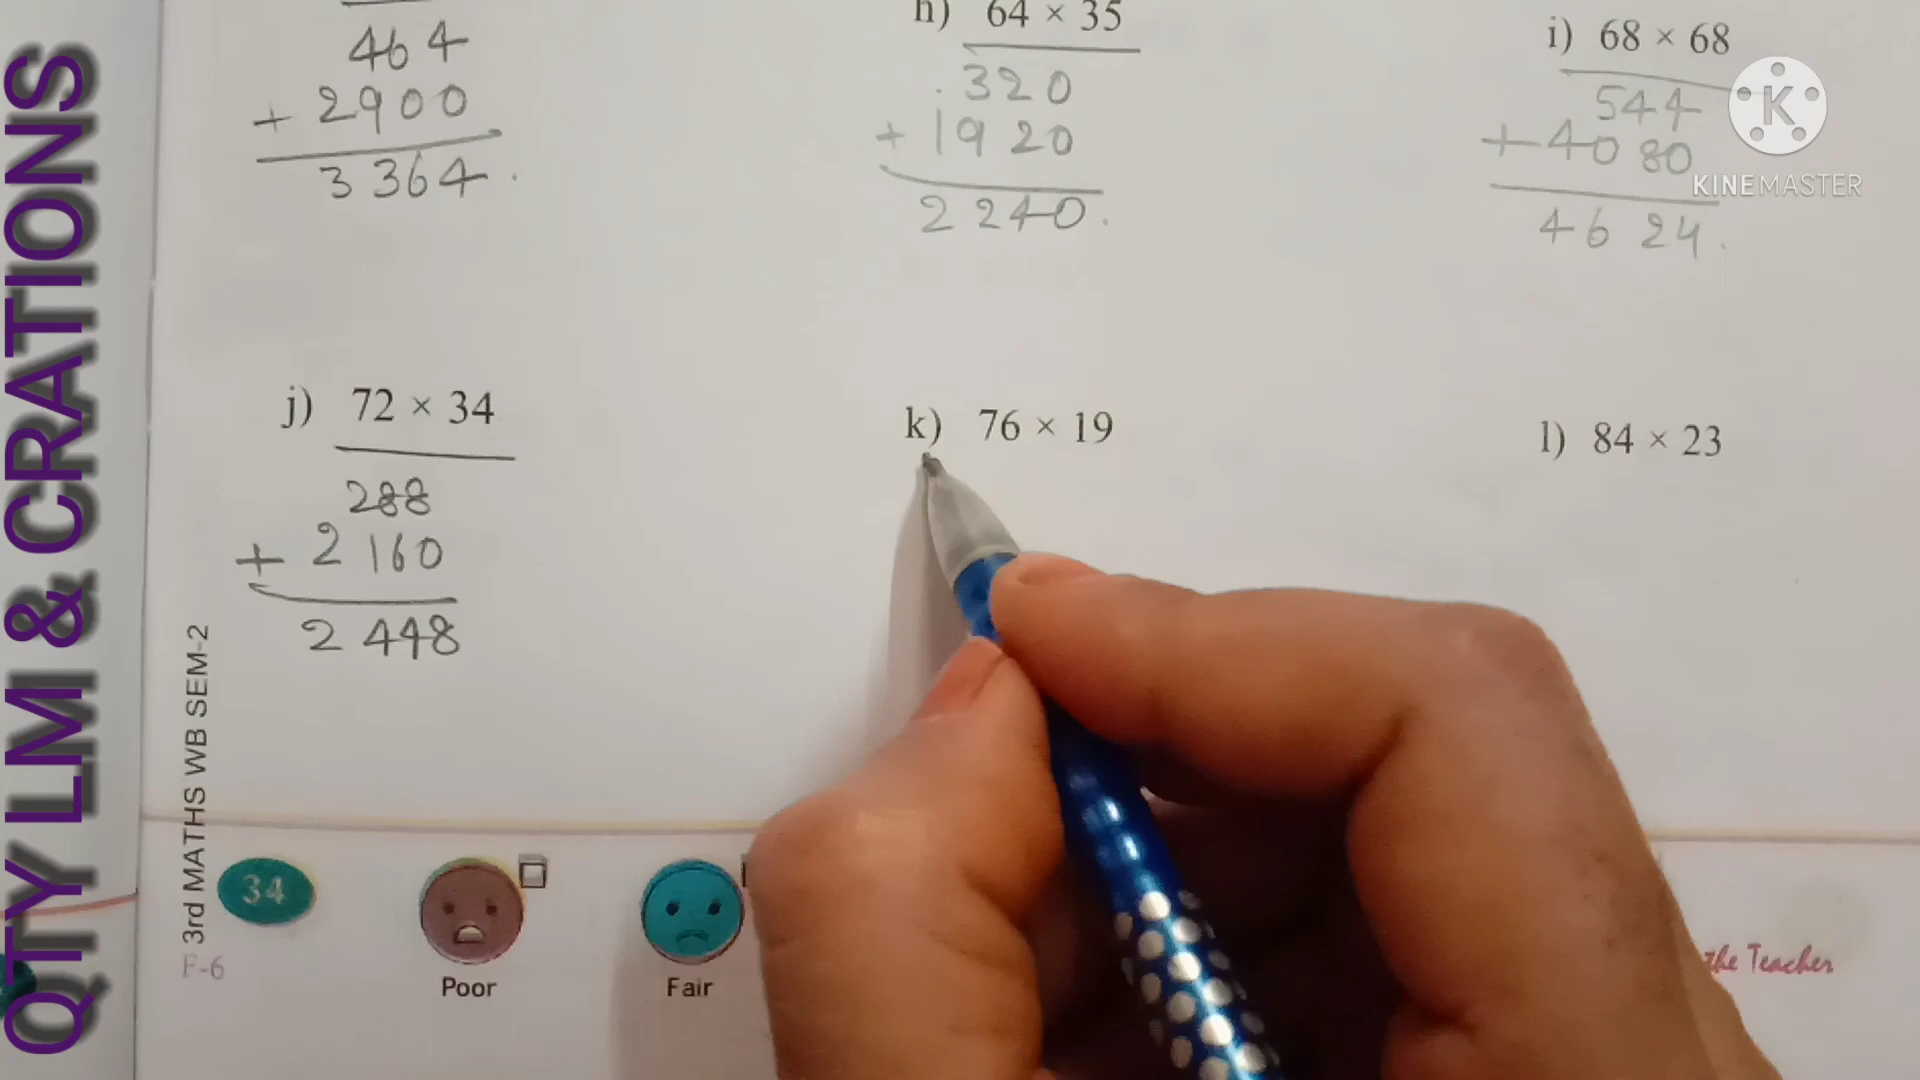 464
+ 2900
3364.
h) 64 × 35
320
+ 1920
2240.
i) 68 × 68
544
+ 4080
4624.
KINEMASTER
j) 72 × 34
288
+ 2160
2448
k) 76 × 19
l) 84 × 23
34
Poor
Fair
the Teacher
3rd MATHS WB SEM-2
F-6
QTY LM & CRATIONS